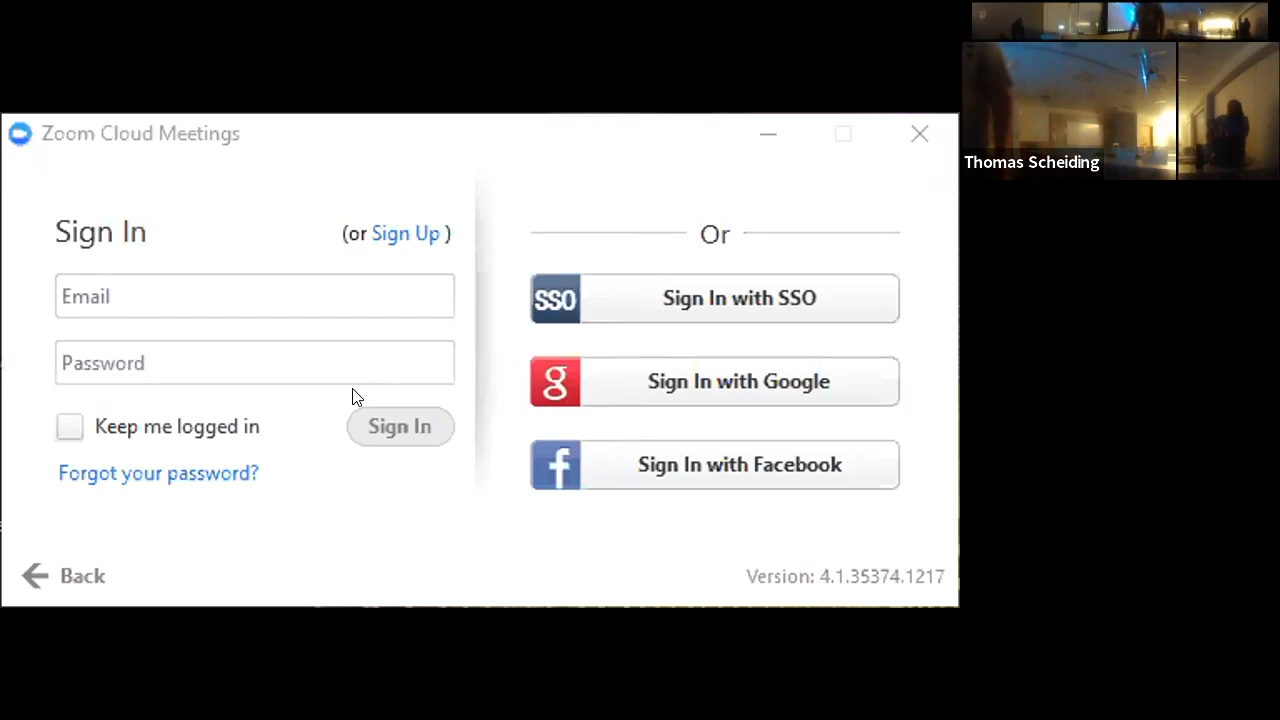 Zoom Cloud Meetings
Sign In
(or Sign Up )
Email
Password
Keep me logged in
Sign In
Forgot your password?
Or
SSO
Sign In with SSO
g
Sign In with Google
f
Sign In with Facebook
Back
Version: 4.1.35374.1217
Thomas Scheiding